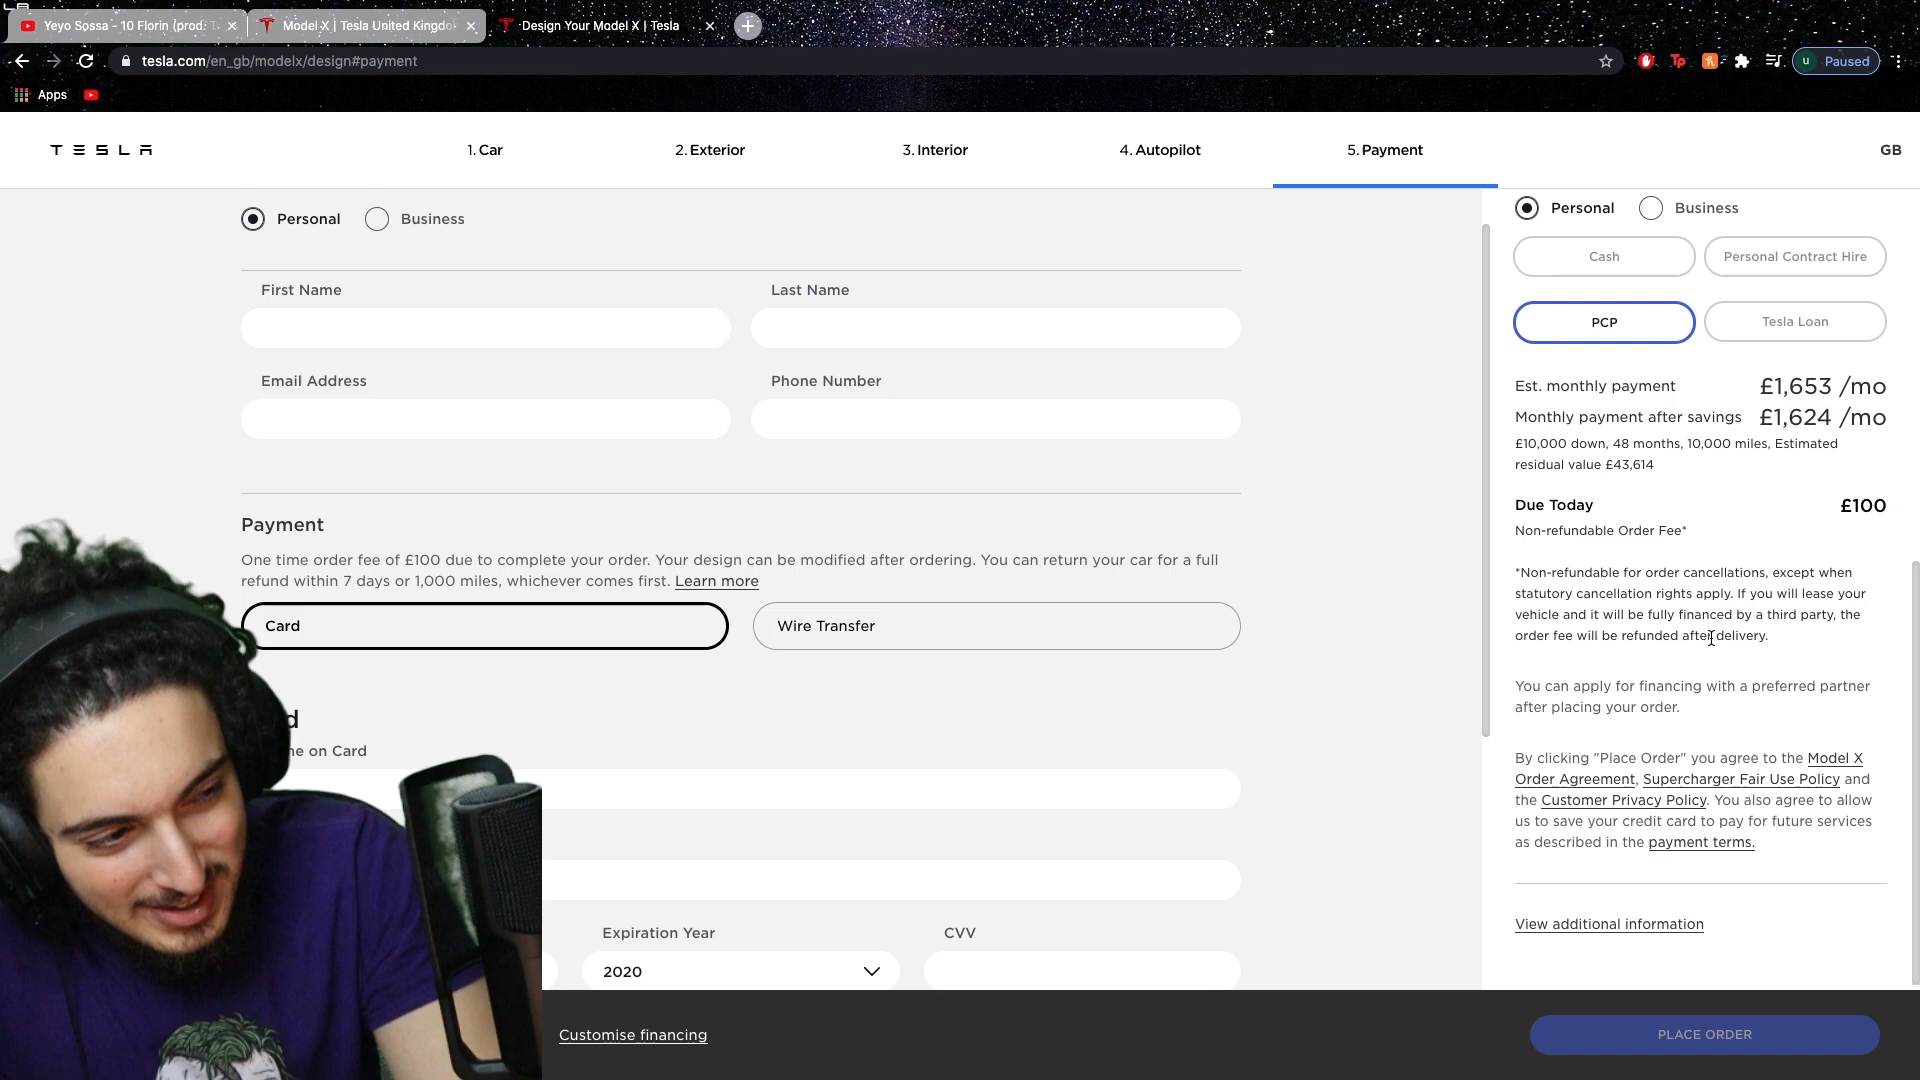 Yeyo Sossa - 10 Florin (prod.
Model X | Tesla United Kingdo
Design Your Model X | Tesla
tesla.com/en_gb/modelx/design#payment
Tp
u
Paused
Apps
TESLA
1. Car
2. Exterior
3. Interior
4. Autopilot
5. Payment
GB
Personal
Business
First Name
Last Name
Email Address
Phone Number
Payment
One time order fee of £100 due to complete your order. Your design can be modified after ordering. You can return your car for a full
refund within 7 days or 1,000 miles, whichever comes first. Learn more
Card
Wire Transfer
d
on Card
Expiration Year
CVV
2020
Personal
Business
Cash
Personal Contract Hire
PCP
Tesla Loan
Est. monthly payment £1,653 /mo
Monthly payment after savings £1,624 /mo
£10,000 down, 48 months, 10,000 miles, Estimated
residual value £43,614
Due Today £100
Non-refundable Order Fee*
*Non-refundable for order cancellations, except when
statutory cancellation rights apply. If you will lease your
vehicle and it will be fully financed by a third party, the
order fee will be refunded after delivery.
You can apply for financing with a preferred partner
after placing your order.
By clicking "Place Order" you agree to the Model X
Order Agreement, Supercharger Fair Use Policy and
the Customer Privacy Policy. You also agree to allow
us to save your credit card to pay for future services
as described in the payment terms.
View additional information
Customise financing
PLACE ORDER